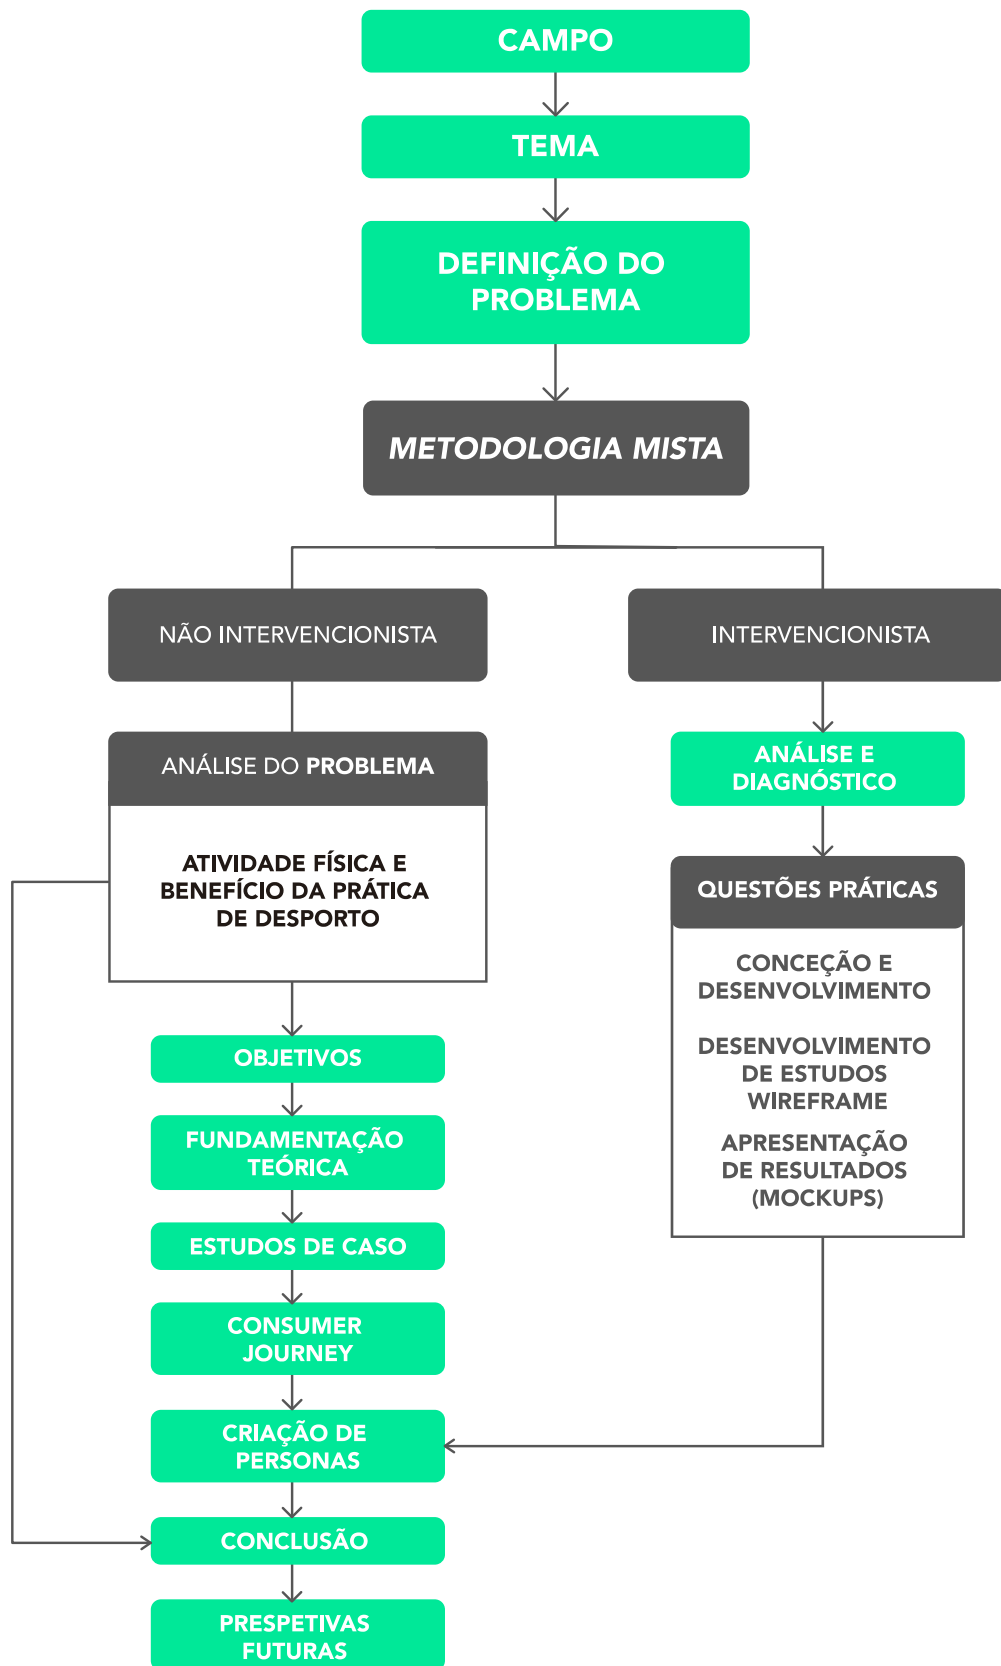 CAMPO
TEMA
DEFINIÇÃO DO
PROBLEMA
METODOLOGIA MISTA
NÃO INTERVENCIONISTA
INTERVENCIONISTA
ANÁLISE DO PROBLEMA
ATIVIDADE FÍSICA E
BENEFÍCIO DA PRÁTICA
DE DESPORTO
OBJETIVOS
FUNDAMENTAÇÃO
TEÓRICA
ESTUDOS DE CASO
CONSUMER
JOURNEY
CRIAÇÃO DE
PERSONAS
CONCLUSÃO
PRESPETIVAS
FUTURAS
ANÁLISE E
DIAGNÓSTICO
QUESTÕES PRÁTICAS
CONCEÇÃO E
DESENVOLVIMENTO
DESENVOLVIMENTO
DE ESTUDOS
WIREFRAME
APRESENTAÇÃO
DE RESULTADOS
(MOCKUPS)